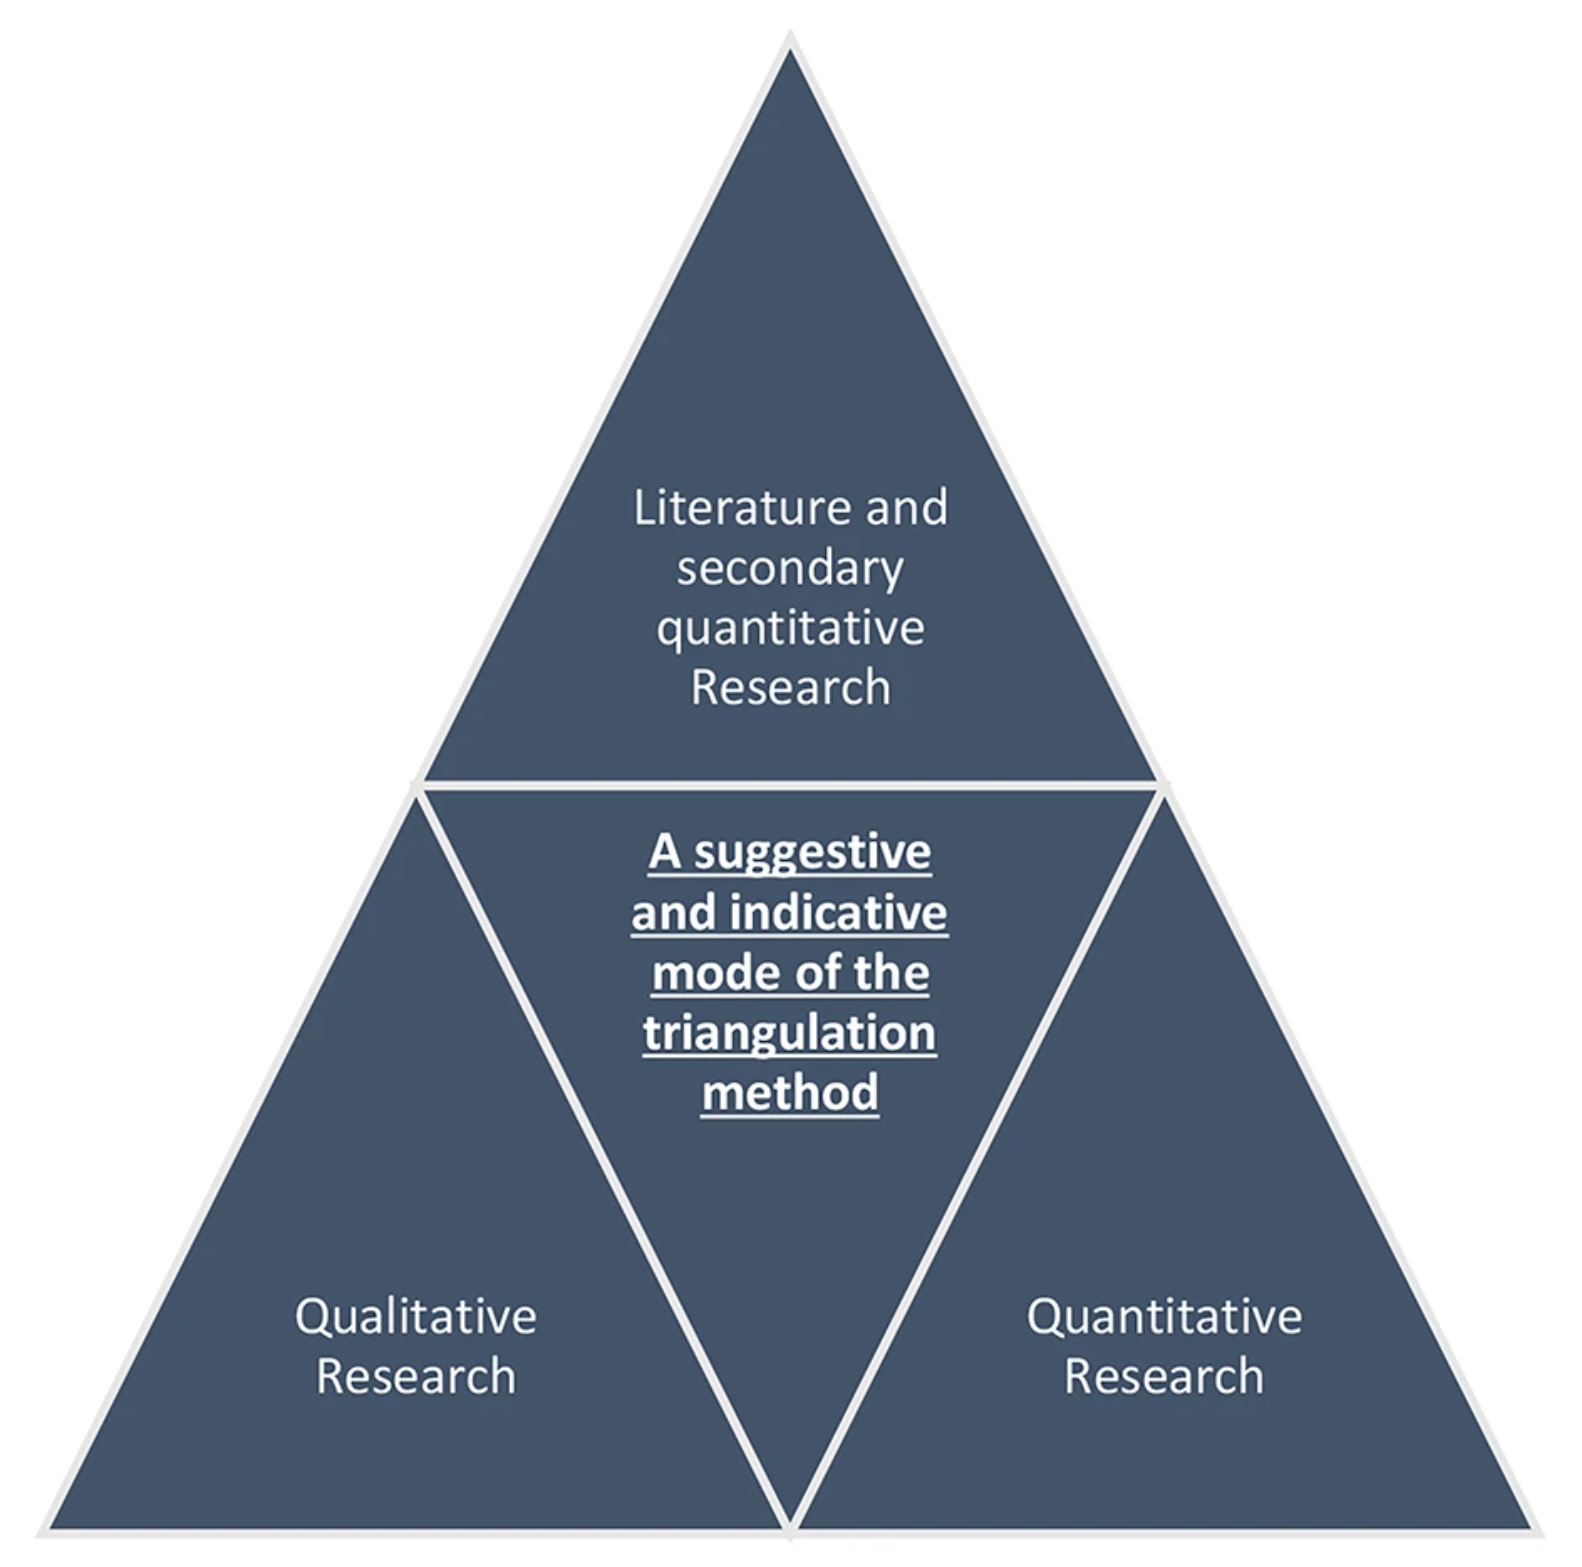 Literature and
secondary
quantitative
Research
A suggestive
and indicative
mode of the
triangulation
method
Qualitative
Research
Quantitative
Research